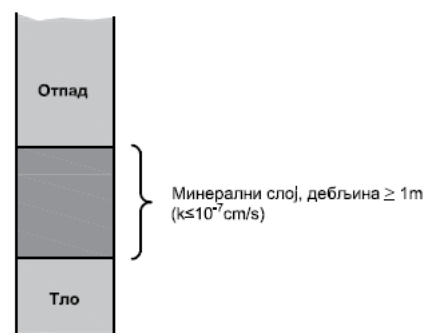 Отпад
Минерални слој, дебљина ≥ 1m
(k≤10⁻⁷cm/s)
Тло